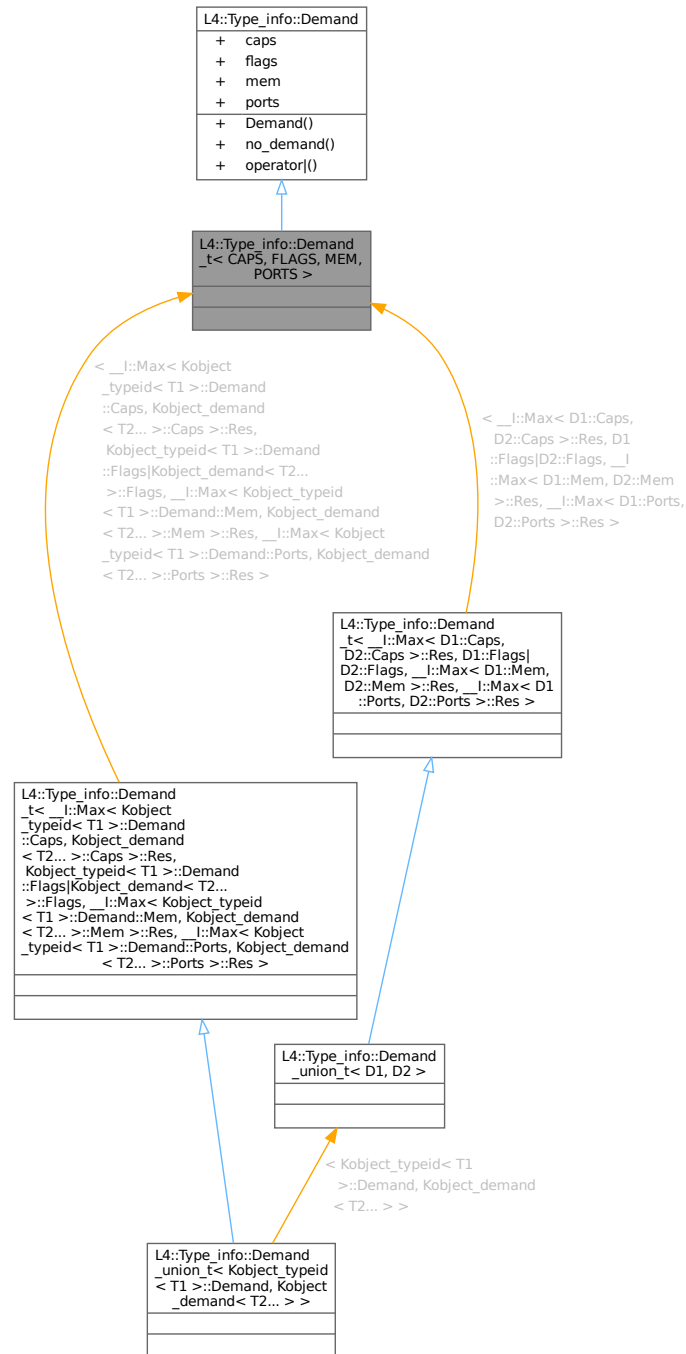 L4::Type_info::Demand
+ caps
+ flags
+ mem
+ ports
+ Demand()
+ no_demand()
+ operator|()
L4::Type_info::Demand
_t< CAPS, FLAGS, MEM,
PORTS >
< __I::Max< Kobject
_typeid< T1 >::Demand
::Caps, Kobject_demand
< T2... >::Caps >::Res,
Kobject_typeid< T1 >::Demand
::Flags|Kobject_demand< T2...
>::Flags, __I::Max< Kobject_typeid
< T1 >::Demand::Mem, Kobject_demand
< T2... >::Mem >::Res, __I::Max< Kobject
_typeid< T1 >::Demand::Ports, Kobject_demand
< T2... >::Ports >::Res >
< __I::Max< D1::Caps,
D2::Caps >::Res, D1
::Flags|D2::Flags, __I
::Max< D1::Mem, D2::Mem
>::Res, __I::Max< D1::Ports,
D2::Ports >::Res >
L4::Type_info::Demand
_t< __I::Max< D1::Caps,
D2::Caps >::Res, D1::Flags|
D2::Flags, __I::Max< D1::Mem,
D2::Mem >::Res, __I::Max< D1
::Ports, D2::Ports >::Res >
L4::Type_info::Demand
_t< __I::Max< Kobject
_typeid< T1 >::Demand
::Caps, Kobject_demand
< T2... >::Caps >::Res,
Kobject_typeid< T1 >::Demand
::Flags|Kobject_demand< T2...
>::Flags, __I::Max< Kobject_typeid
< T1 >::Demand::Mem, Kobject_demand
< T2... >::Mem >::Res, __I::Max< Kobject
_typeid< T1 >::Demand::Ports, Kobject_demand
< T2... >::Ports >::Res >
L4::Type_info::Demand
_union_t< D1, D2 >
< Kobject_typeid< T1
>::Demand, Kobject_demand
< T2... > >
L4::Type_info::Demand
_union_t< Kobject_typeid
< T1 >::Demand, Kobject
_demand< T2... > >